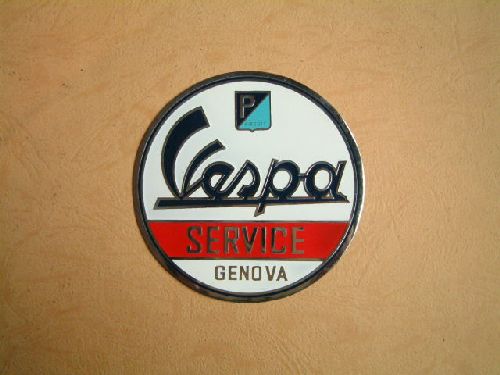 P
Vespa
SERVICE
GENOVA